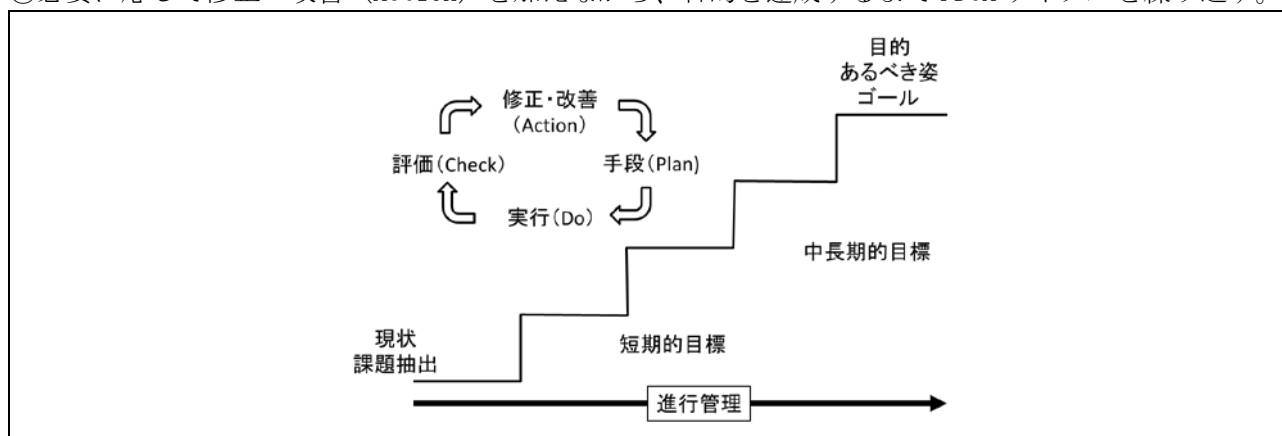 目的
あるべき姿
ゴール
修正・改善
(Action)
評価(Check)
手段(Plan)
実行(Do)
中長期的目標
現状
課題抽出
短期的目標
進行管理